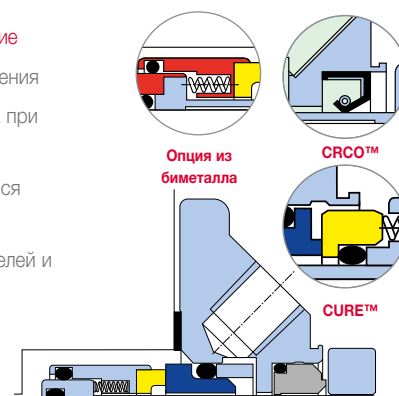 ие
ения
при
ся
елей и
Опция из
биметалла
CRCO™
CURE™